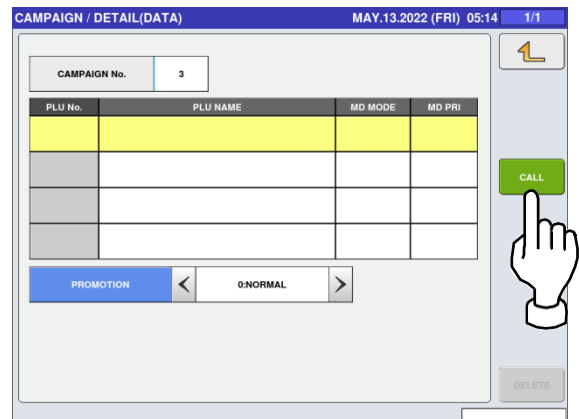 CAMPAIGN / DETAIL(DATA) MAY.13.2022 (FRI) 05:14 1/1
CAMPAIGN No. 3
PLU No. PLU NAME MD MODE MD PRI
CALL
PROMOTION < 0:NORMAL >
DELETE